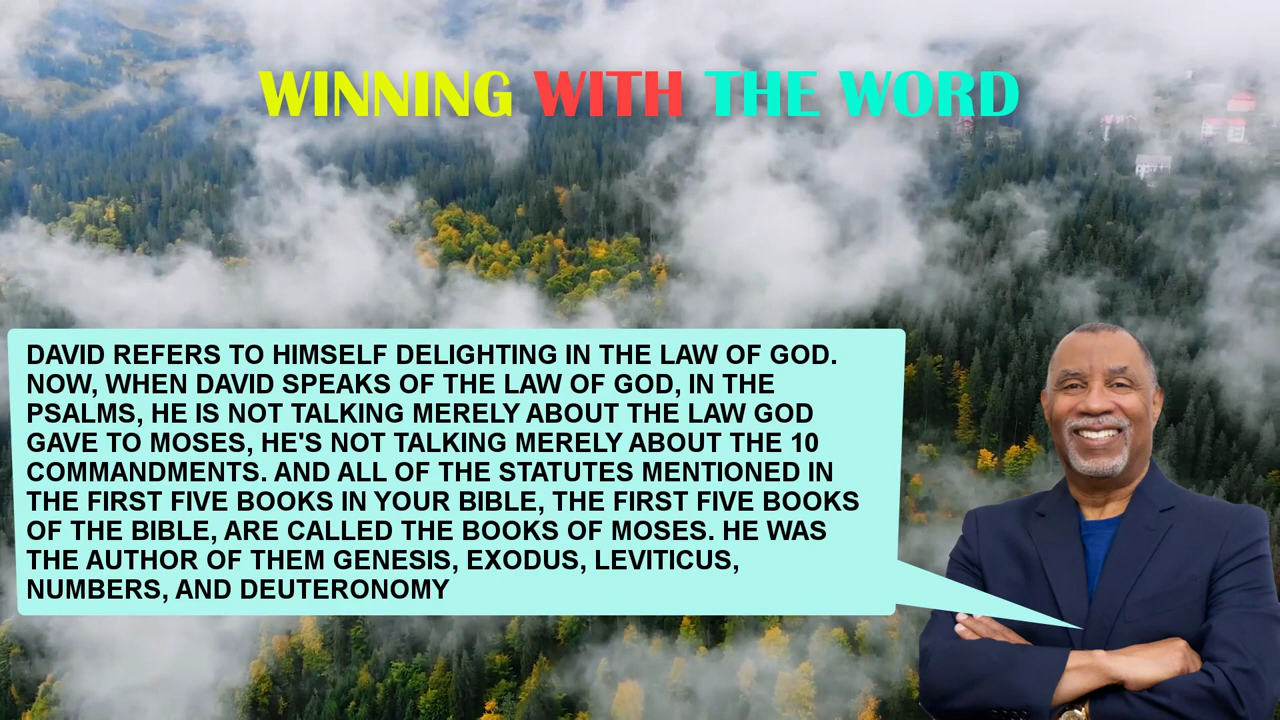 WINNING WITH THE WORD
DAVID REFERS TO HIMSELF DELIGHTING IN THE LAW OF GOD.
NOW, WHEN DAVID SPEAKS OF THE LAW OF GOD, IN THE
PSALMS, HE IS NOT TALKING MERELY ABOUT THE LAW GOD
GAVE TO MOSES, HE'S NOT TALKING MERELY ABOUT THE 10
COMMANDMENTS. AND ALL OF THE STATUTES MENTIONED IN
THE FIRST FIVE BOOKS IN YOUR BIBLE, THE FIRST FIVE BOOKS
OF THE BIBLE, ARE CALLED THE BOOKS OF MOSES. HE WAS
THE AUTHOR OF THEM GENESIS, EXODUS, LEVITICUS,
NUMBERS, AND DEUTERONOMY